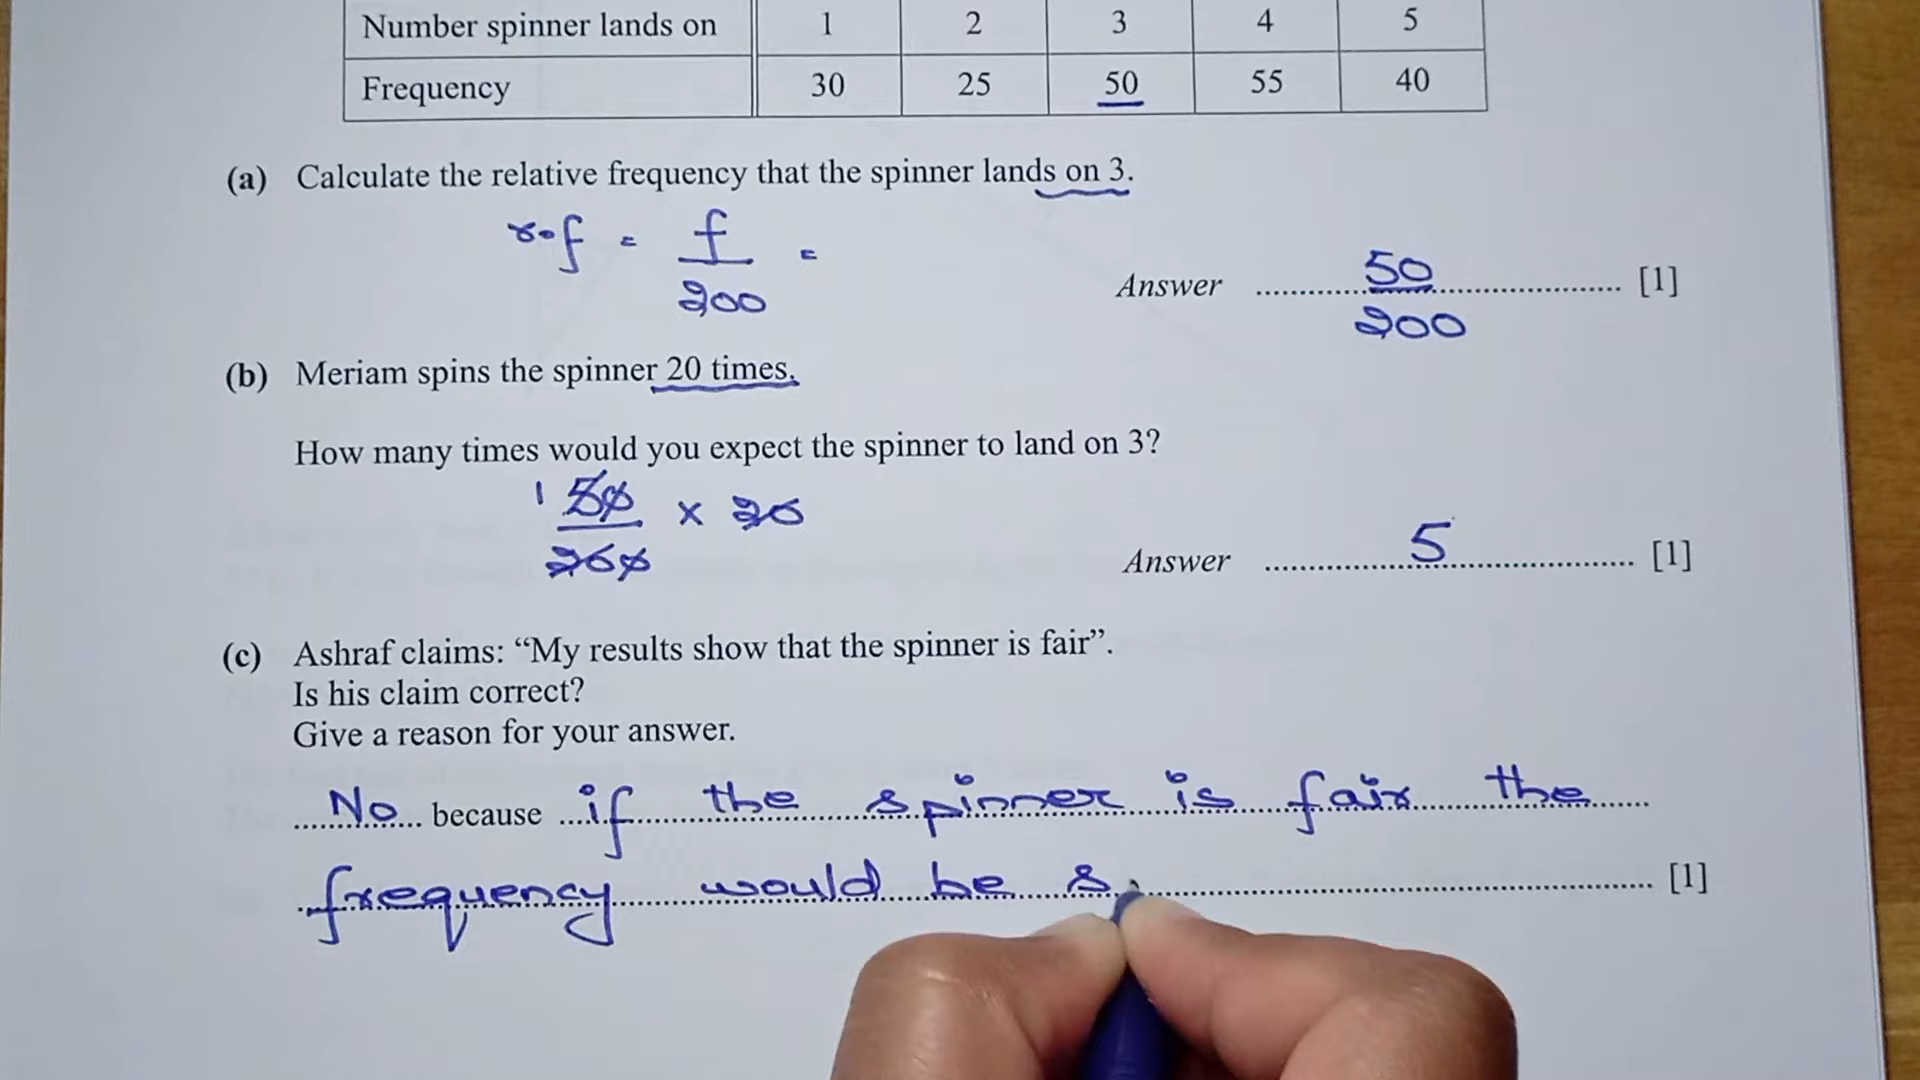 Number spinner lands on 1 2 3 4 5
Frequency 30 25 50 55 40
(a) Calculate the relative frequency that the spinner lands on 3.
r.f = f/200 =
Answer .......... 50/200 .......... [1]
(b) Meriam spins the spinner 20 times.
How many times would you expect the spinner to land on 3?
1 50/200 × 20
Answer .......... 5 .......... [1]
(c) Ashraf claims: “My results show that the spinner is fair”.
Is his claim correct?
Give a reason for your answer.
No because if the spinner is fair the
frequency would be s [1]